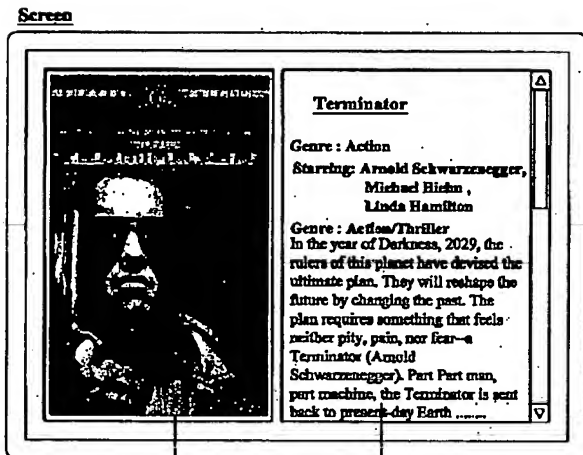 Screen
Terminator
Genre : Action
Starring: Arnold Schwarzenegger,
Michael Biehn ,
Linda Hamilton
Genre : Action/Thriller
In the year of Darkness, 2029, the
rulers of this planet have devised the
ultimate plan. They will reshape the
future by changing the past. The
plan requires something that feels
neither pity, pain, nor fear--a
Terminator (Arnold
Schwarzenegger). Part Part man,
part machine, the Terminator is sent
back to present-day Earth .......